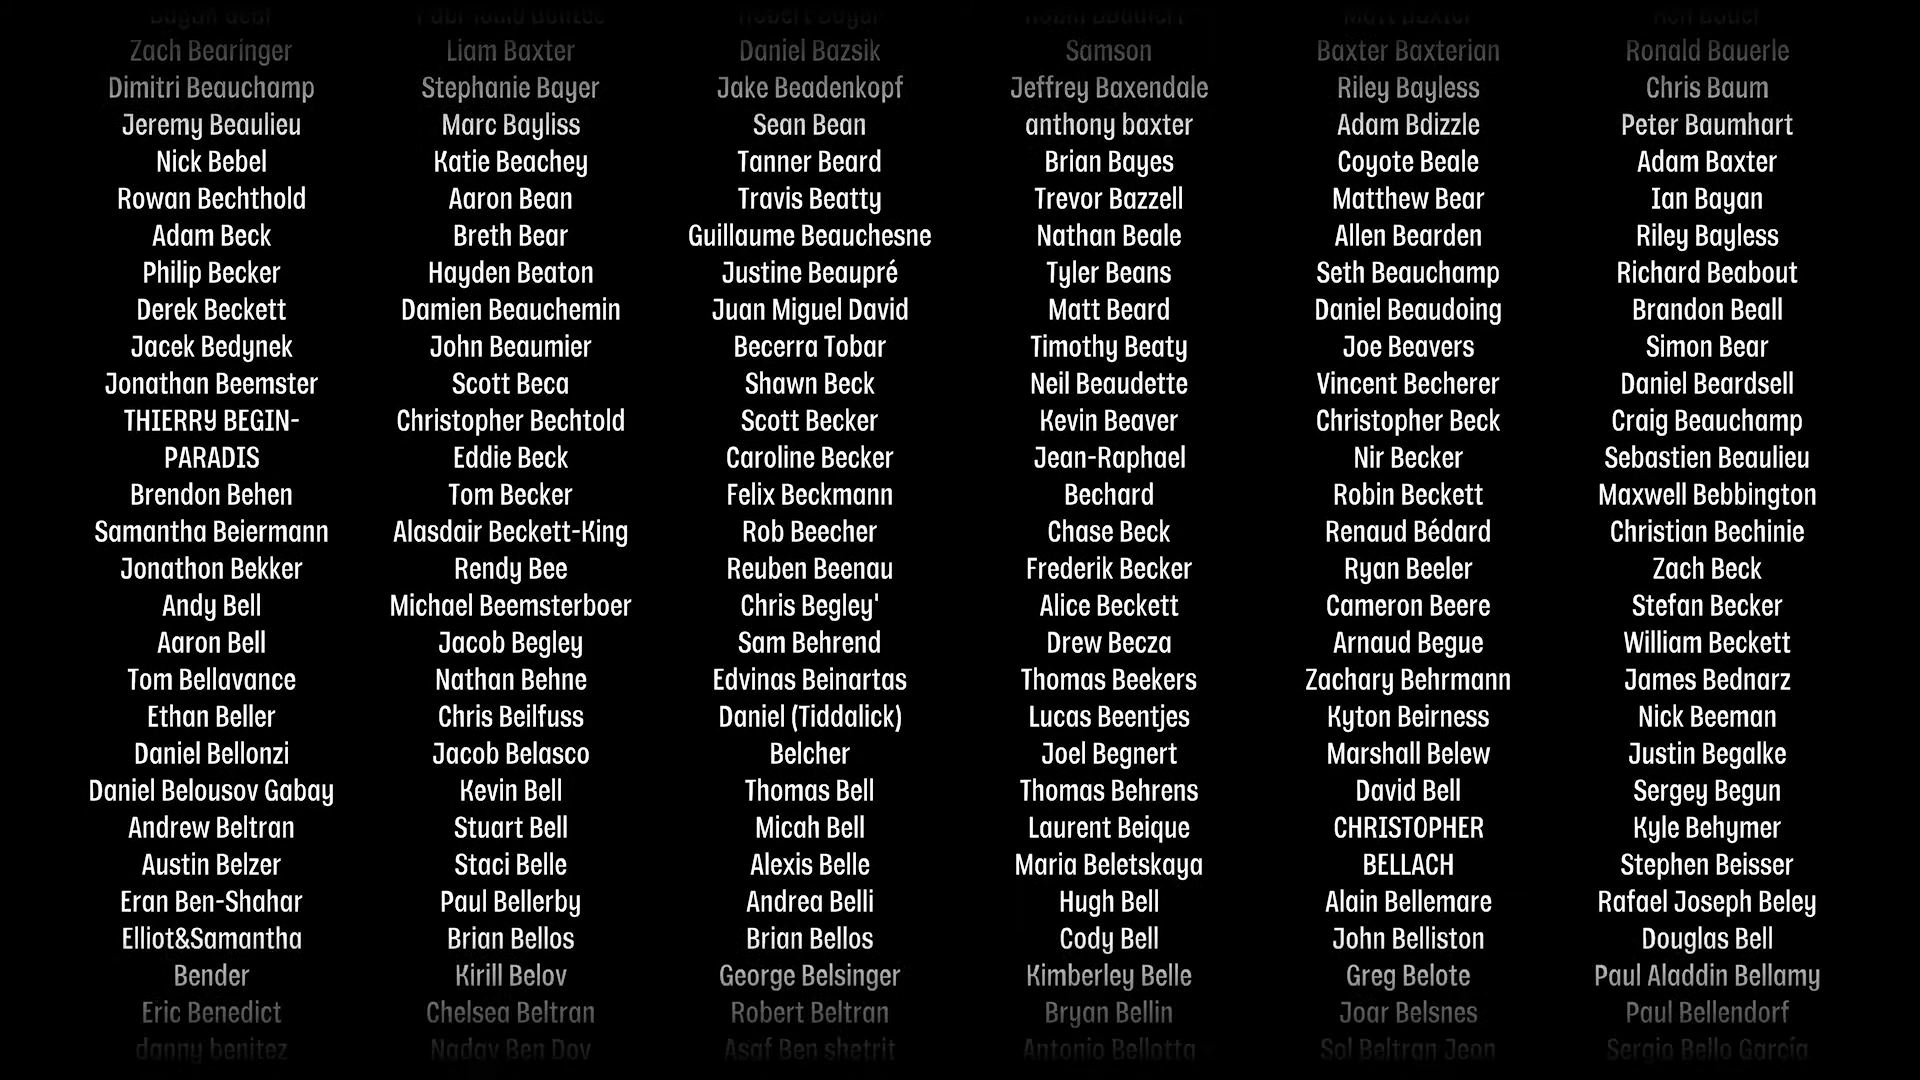 Zach Bearinger Liam Baxter Daniel Bazsik Samson Baxter Baxterian Ronald Bauerle
Dimitri Beauchamp Stephanie Bayer Jake Beadenkopf Jeffrey Baxendale Riley Bayless Chris Baum
Jeremy Beaulieu Marc Bayliss Sean Bean anthony baxter Adam Bdizzle Peter Baumhart
Nick Bebel Katie Beachey Tanner Beard Brian Bayes Coyote Beale Adam Baxter
Rowan Bechthold Aaron Bean Travis Beatty Trevor Bazzell Matthew Bear Ian Bayan
Adam Beck Breth Bear Guillaume Beauchesne Nathan Beale Allen Bearden Riley Bayless
Philip Becker Hayden Beaton Justine Beaupré Tyler Beans Seth Beauchamp Richard Beabout
Derek Beckett Damien Beauchemin Juan Miguel David Matt Beard Daniel Beaudoing Brandon Beall
Jacek Bedynek John Beaumier Becerra Tobar Timothy Beaty Joe Beavers Simon Bear
Jonathan Beemster Scott Beca Shawn Beck Neil Beaudette Vincent Becherer Daniel Beardsell
THIERRY BEGIN- Christopher Bechtold Scott Becker Kevin Beaver Christopher Beck Craig Beauchamp
PARADIS Eddie Beck Caroline Becker Jean-Raphael Nir Becker Sebastien Beaulieu
Brendon Behen Tom Becker Felix Beckmann Bechard Robin Beckett Maxwell Bebbington
Samantha Beiermann Alasdair Beckett-King Rob Beecher Chase Beck Renaud Bédard Christian Bechinie
Jonathon Bekker Rendy Bee Reuben Beenau Frederik Becker Ryan Beeler Zach Beck
Andy Bell Michael Beemsterboer Chris Begley' Alice Beckett Cameron Beere Stefan Becker
Aaron Bell Jacob Begley Sam Behrend Drew Becza Arnaud Begue William Beckett
Tom Bellavance Nathan Behne Edvinas Beinartas Thomas Beekers Zachary Behrmann James Bednarz
Ethan Beller Chris Beilfuss Daniel (Tiddalick) Lucas Beentjes Kyton Beirness Nick Beeman
Daniel Bellonzi Jacob Belasco Belcher Joel Begnert Marshall Belew Justin Begalke
Daniel Belousov Gabay Kevin Bell Thomas Bell Thomas Behrens David Bell Sergey Begun
Andrew Beltran Stuart Bell Micah Bell Laurent Beique CHRISTOPHER Kyle Behymer
Austin Belzer Staci Belle Alexis Belle Maria Beletskaya BELLACH Stephen Beisser
Eran Ben-Shahar Paul Bellerby Andrea Belli Hugh Bell Alain Bellemare Rafael Joseph Beley
Elliot&Samantha Brian Bellos Brian Bellos Cody Bell John Belliston Douglas Bell
Bender Kirill Belov George Belsinger Kimberley Belle Greg Belote Paul Aladdin Bellamy
Eric Benedict Chelsea Beltran Robert Beltran Bryan Bellin Joar Belsnes Paul Bellendorf
danny benitez Nadav Ben Dov Asaf Ben shetrit Antonio Bellotta Sol Beltran Jeon Sergio Bello García